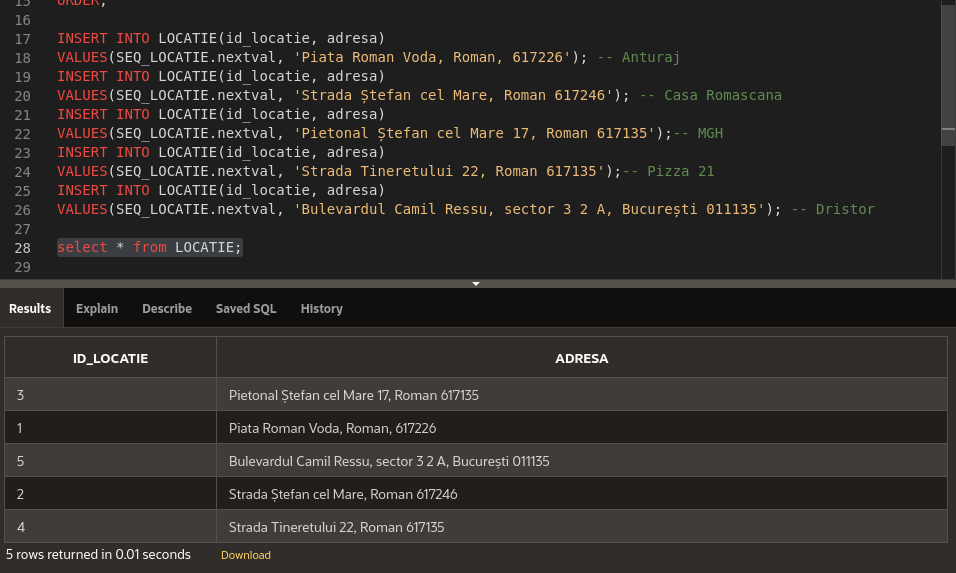 15 ORDER;
16
17 INSERT INTO LOCATIE(id_locatie, adresa)
18 VALUES(SEQ_LOCATIE.nextval, 'Piata Roman Voda, Roman, 617226'); -- Anturaj
19 INSERT INTO LOCATIE(id_locatie, adresa)
20 VALUES(SEQ_LOCATIE.nextval, 'Strada Ștefan cel Mare, Roman 617246'); -- Casa Romascana
21 INSERT INTO LOCATIE(id_locatie, adresa)
22 VALUES(SEQ_LOCATIE.nextval, 'Pietonal Ștefan cel Mare 17, Roman 617135');-- MGH
23 INSERT INTO LOCATIE(id_locatie, adresa)
24 VALUES(SEQ_LOCATIE.nextval, 'Strada Tineretului 22, Roman 617135');-- Pizza 21
25 INSERT INTO LOCATIE(id_locatie, adresa)
26 VALUES(SEQ_LOCATIE.nextval, 'Bulevardul Camil Ressu, sector 3 2 A, București 011135'); -- Dristor
27
28 select * from LOCATIE;
29
Results Explain Describe Saved SQL History
ID_LOCATIE ADRESA
3 Pietonal Ștefan cel Mare 17, Roman 617135
1 Piata Roman Voda, Roman, 617226
5 Bulevardul Camil Ressu, sector 3 2 A, București 011135
2 Strada Ștefan cel Mare, Roman 617246
4 Strada Tineretului 22, Roman 617135
5 rows returned in 0.01 seconds Download